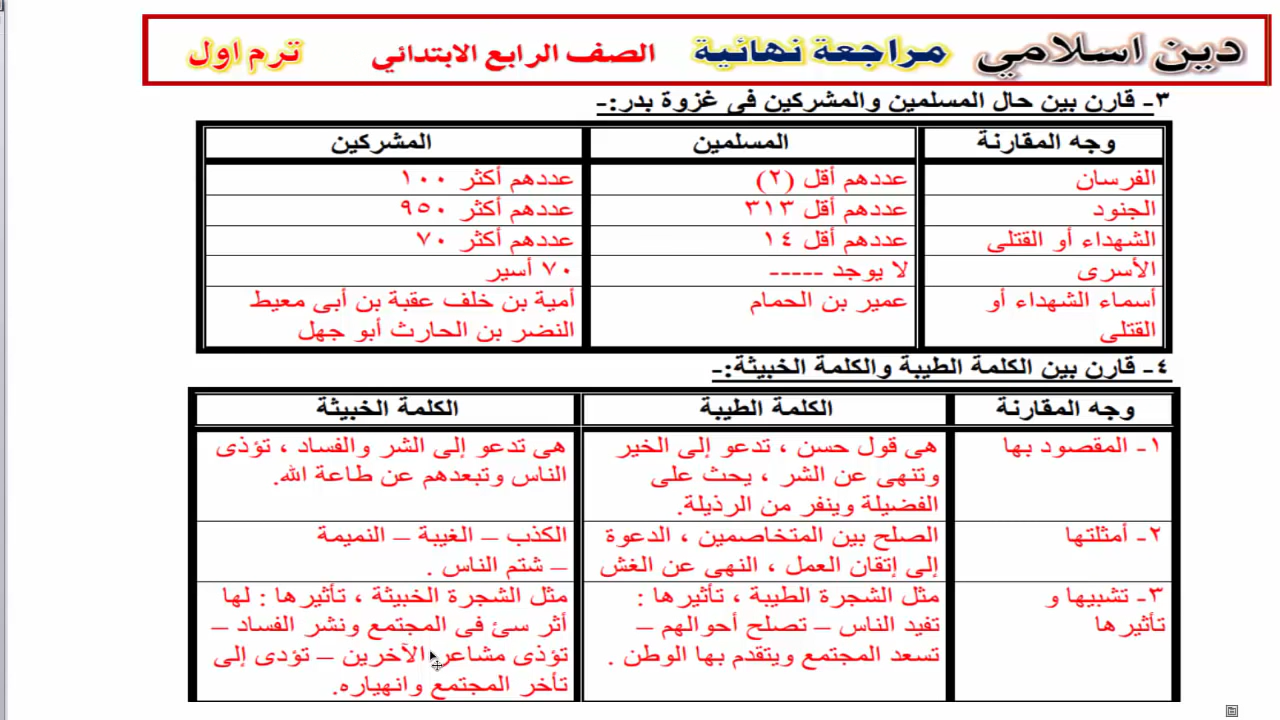 دين اسلامي مراجعة نهائية الصف الرابع الابتدائي ترم اول
٣- قارن بين حال المسلمين والمشركين فى غزوة بدر:-
وجه المقارنة المسلمين المشركين
الفرسان عددهم أقل (٢) عددهم أكثر ١٠٠
الجنود عددهم أقل ٣١٣ عددهم أكثر ٩٥٠
الشهداء أو القتلى عددهم أقل ١٤ عددهم أكثر ٧٠
الأسرى لا يوجد ----- ٧٠ أسير
أسماء الشهداء أو عمير بن الحمام أمية بن خلف عقبة بن أبى معيط
القتلى النضر بن الحارث أبو جهل
٤- قارن بين الكلمة الطيبة والكلمة الخبيثة:-
وجه المقارنة الكلمة الطيبة الكلمة الخبيثة
١- المقصود بها هى قول حسن ، تدعو إلى الخير هى تدعو إلى الشر والفساد ، تؤذى
وتنهى عن الشر ، يحث على الناس وتبعدهم عن طاعة الله.
الفضيلة وينفر من الرذيلة.
٢- أمثلتها الصلح بين المتخاصمين ، الدعوة الكذب – الغيبة – النميمة
إلى إتقان العمل ، النهى عن الغش – شتم الناس .
٣- تشبيها و مثل الشجرة الطيبة ، تأثيرها : مثل الشجرة الخبيثة ، تأثيرها : لها
تأثيرها تفيد الناس – تصلح أحوالهم – أثر سئ فى المجتمع ونشر الفساد –
تسعد المجتمع ويتقدم بها الوطن . تؤذى مشاعر الآخرين – تؤدى إلى
تأخر المجتمع وانهياره.